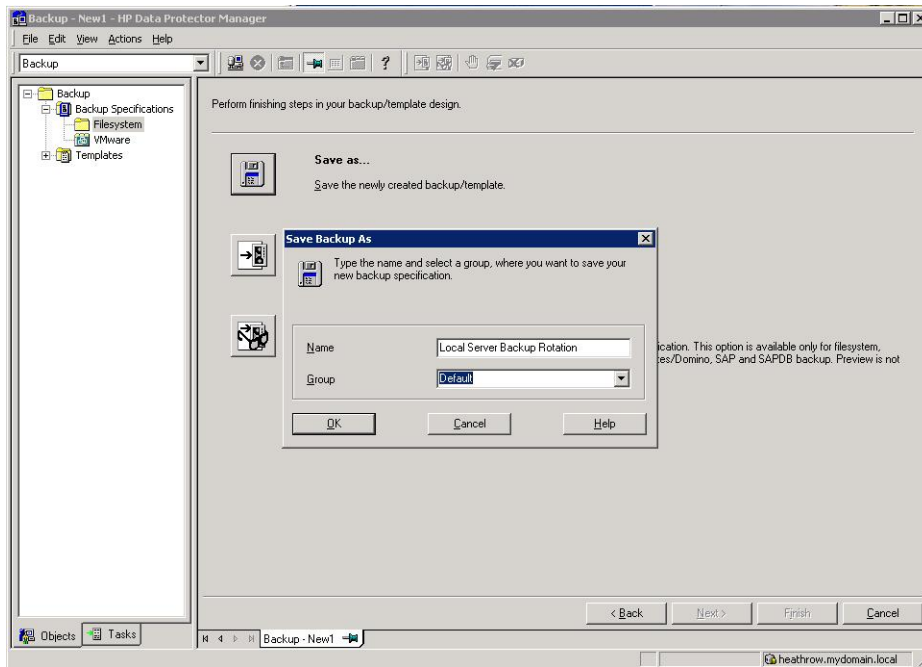 Backup - New1 - HP Data Protector Manager
File Edit View Actions Help
Backup
Backup
Backup Specifications
Filesystem
VMware
Templates
Perform finishing steps in your backup/template design.
Save as...
Save the newly created backup/template.
Save Backup As
Type the name and select a group, where you want to save your
new backup specification.
Name
Local Server Backup Rotation
Group
Default
OK
Cancel
Help
ication. This option is available only for filesystem,
es/Domino, SAP and SAPDB backup. Preview is not
< Back
Next >
Finish
Cancel
Objects
Tasks
Backup - New1
heathrow.mydomain.local